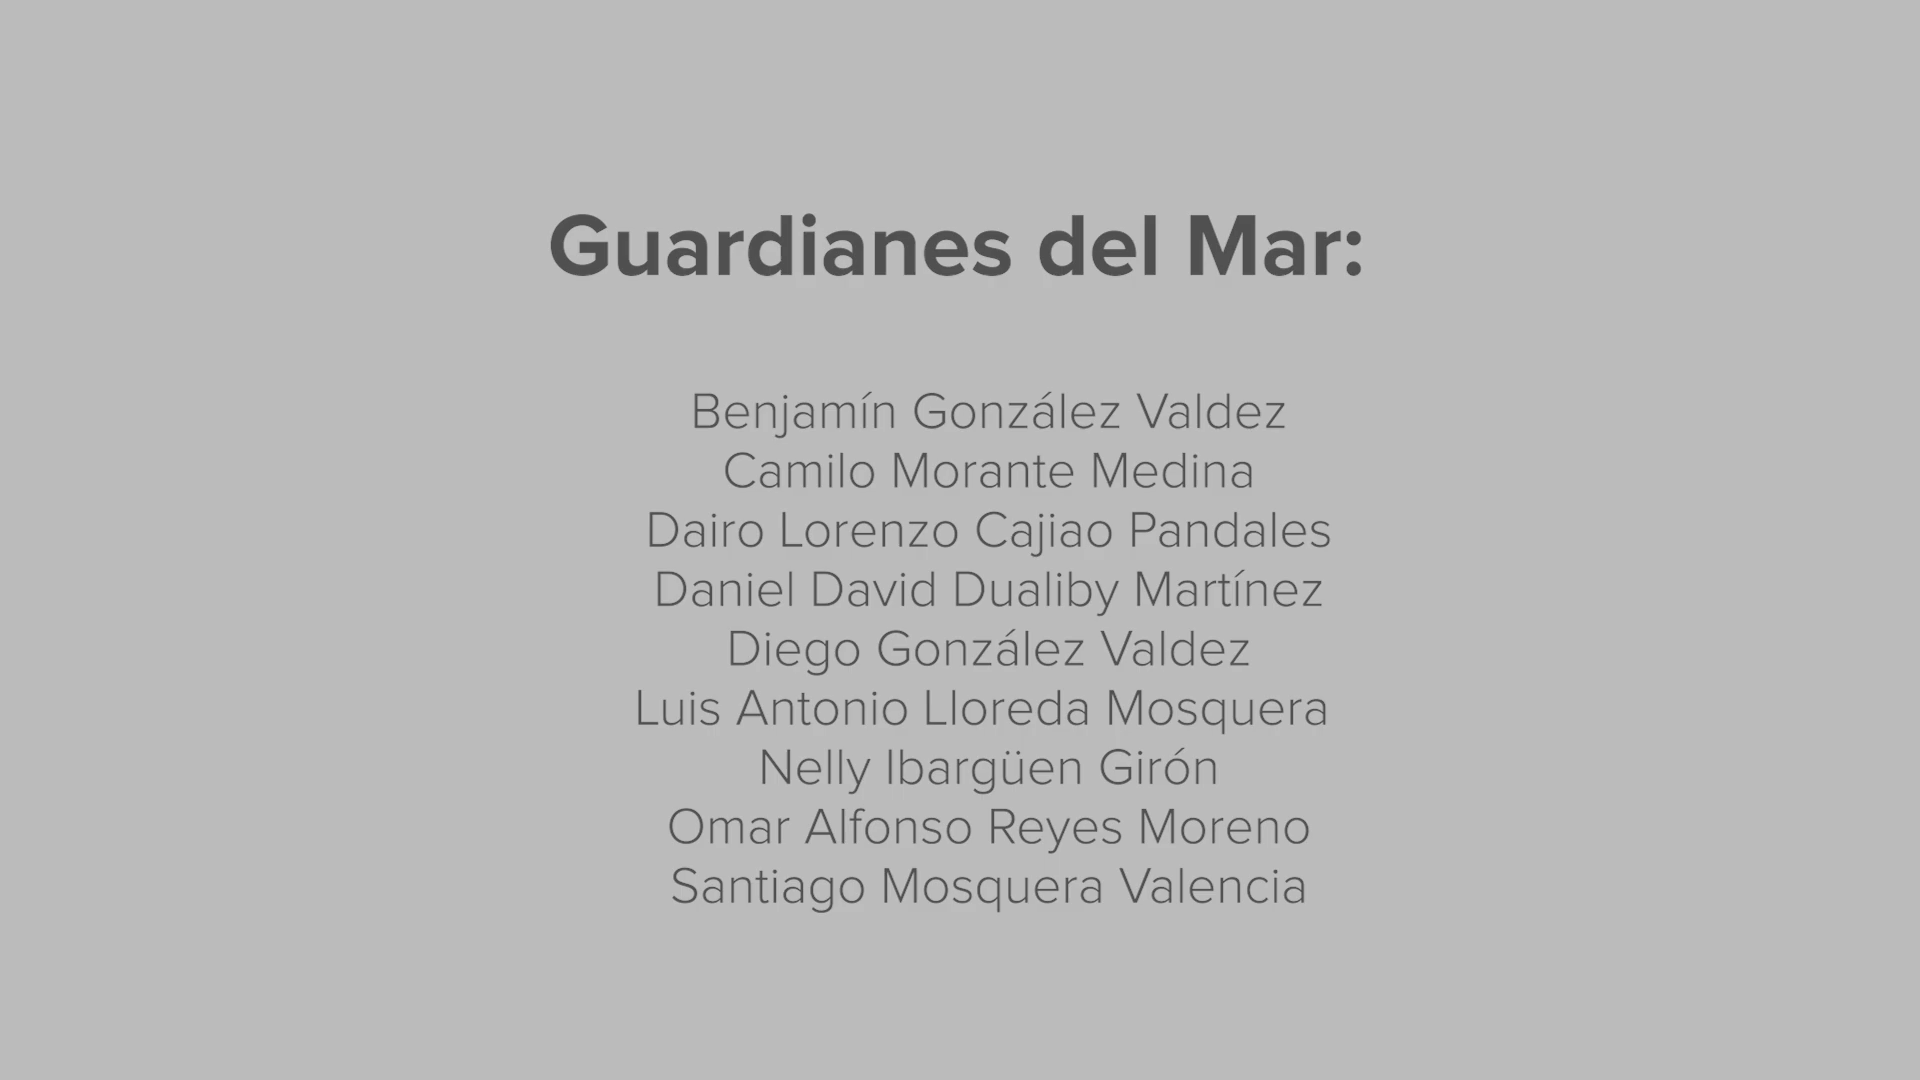 Guardianes del Mar:
Benjamín González Valdez
Camilo Morante Medina
Dairo Lorenzo Cajiao Pandales
Daniel David Dualiby Martínez
Diego González Valdez
Luis Antonio Lloreda Mosquera
Nelly Ibargüen Girón
Omar Alfonso Reyes Moreno
Santiago Mosquera Valencia